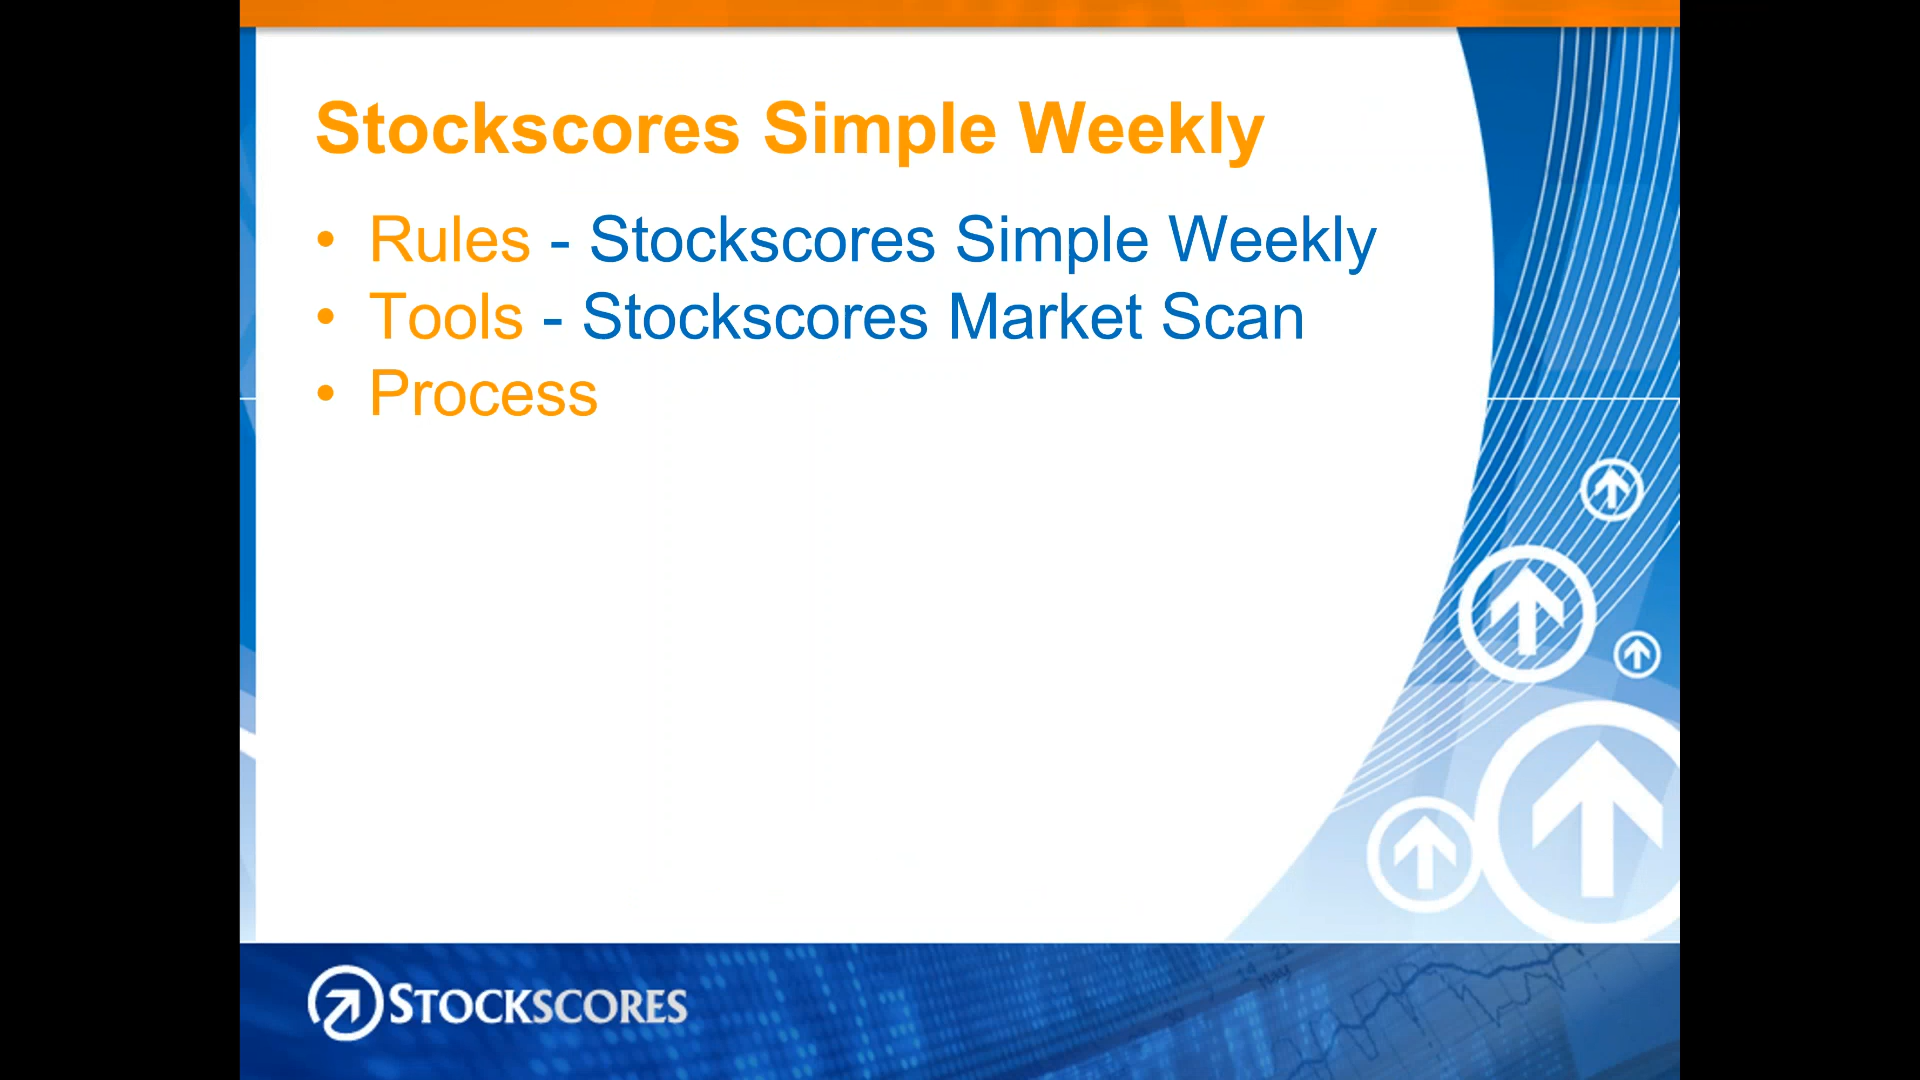 Stockscores Simple Weekly
• Rules - Stockscores Simple Weekly
• Tools - Stockscores Market Scan
• Process
STOCKSCORES